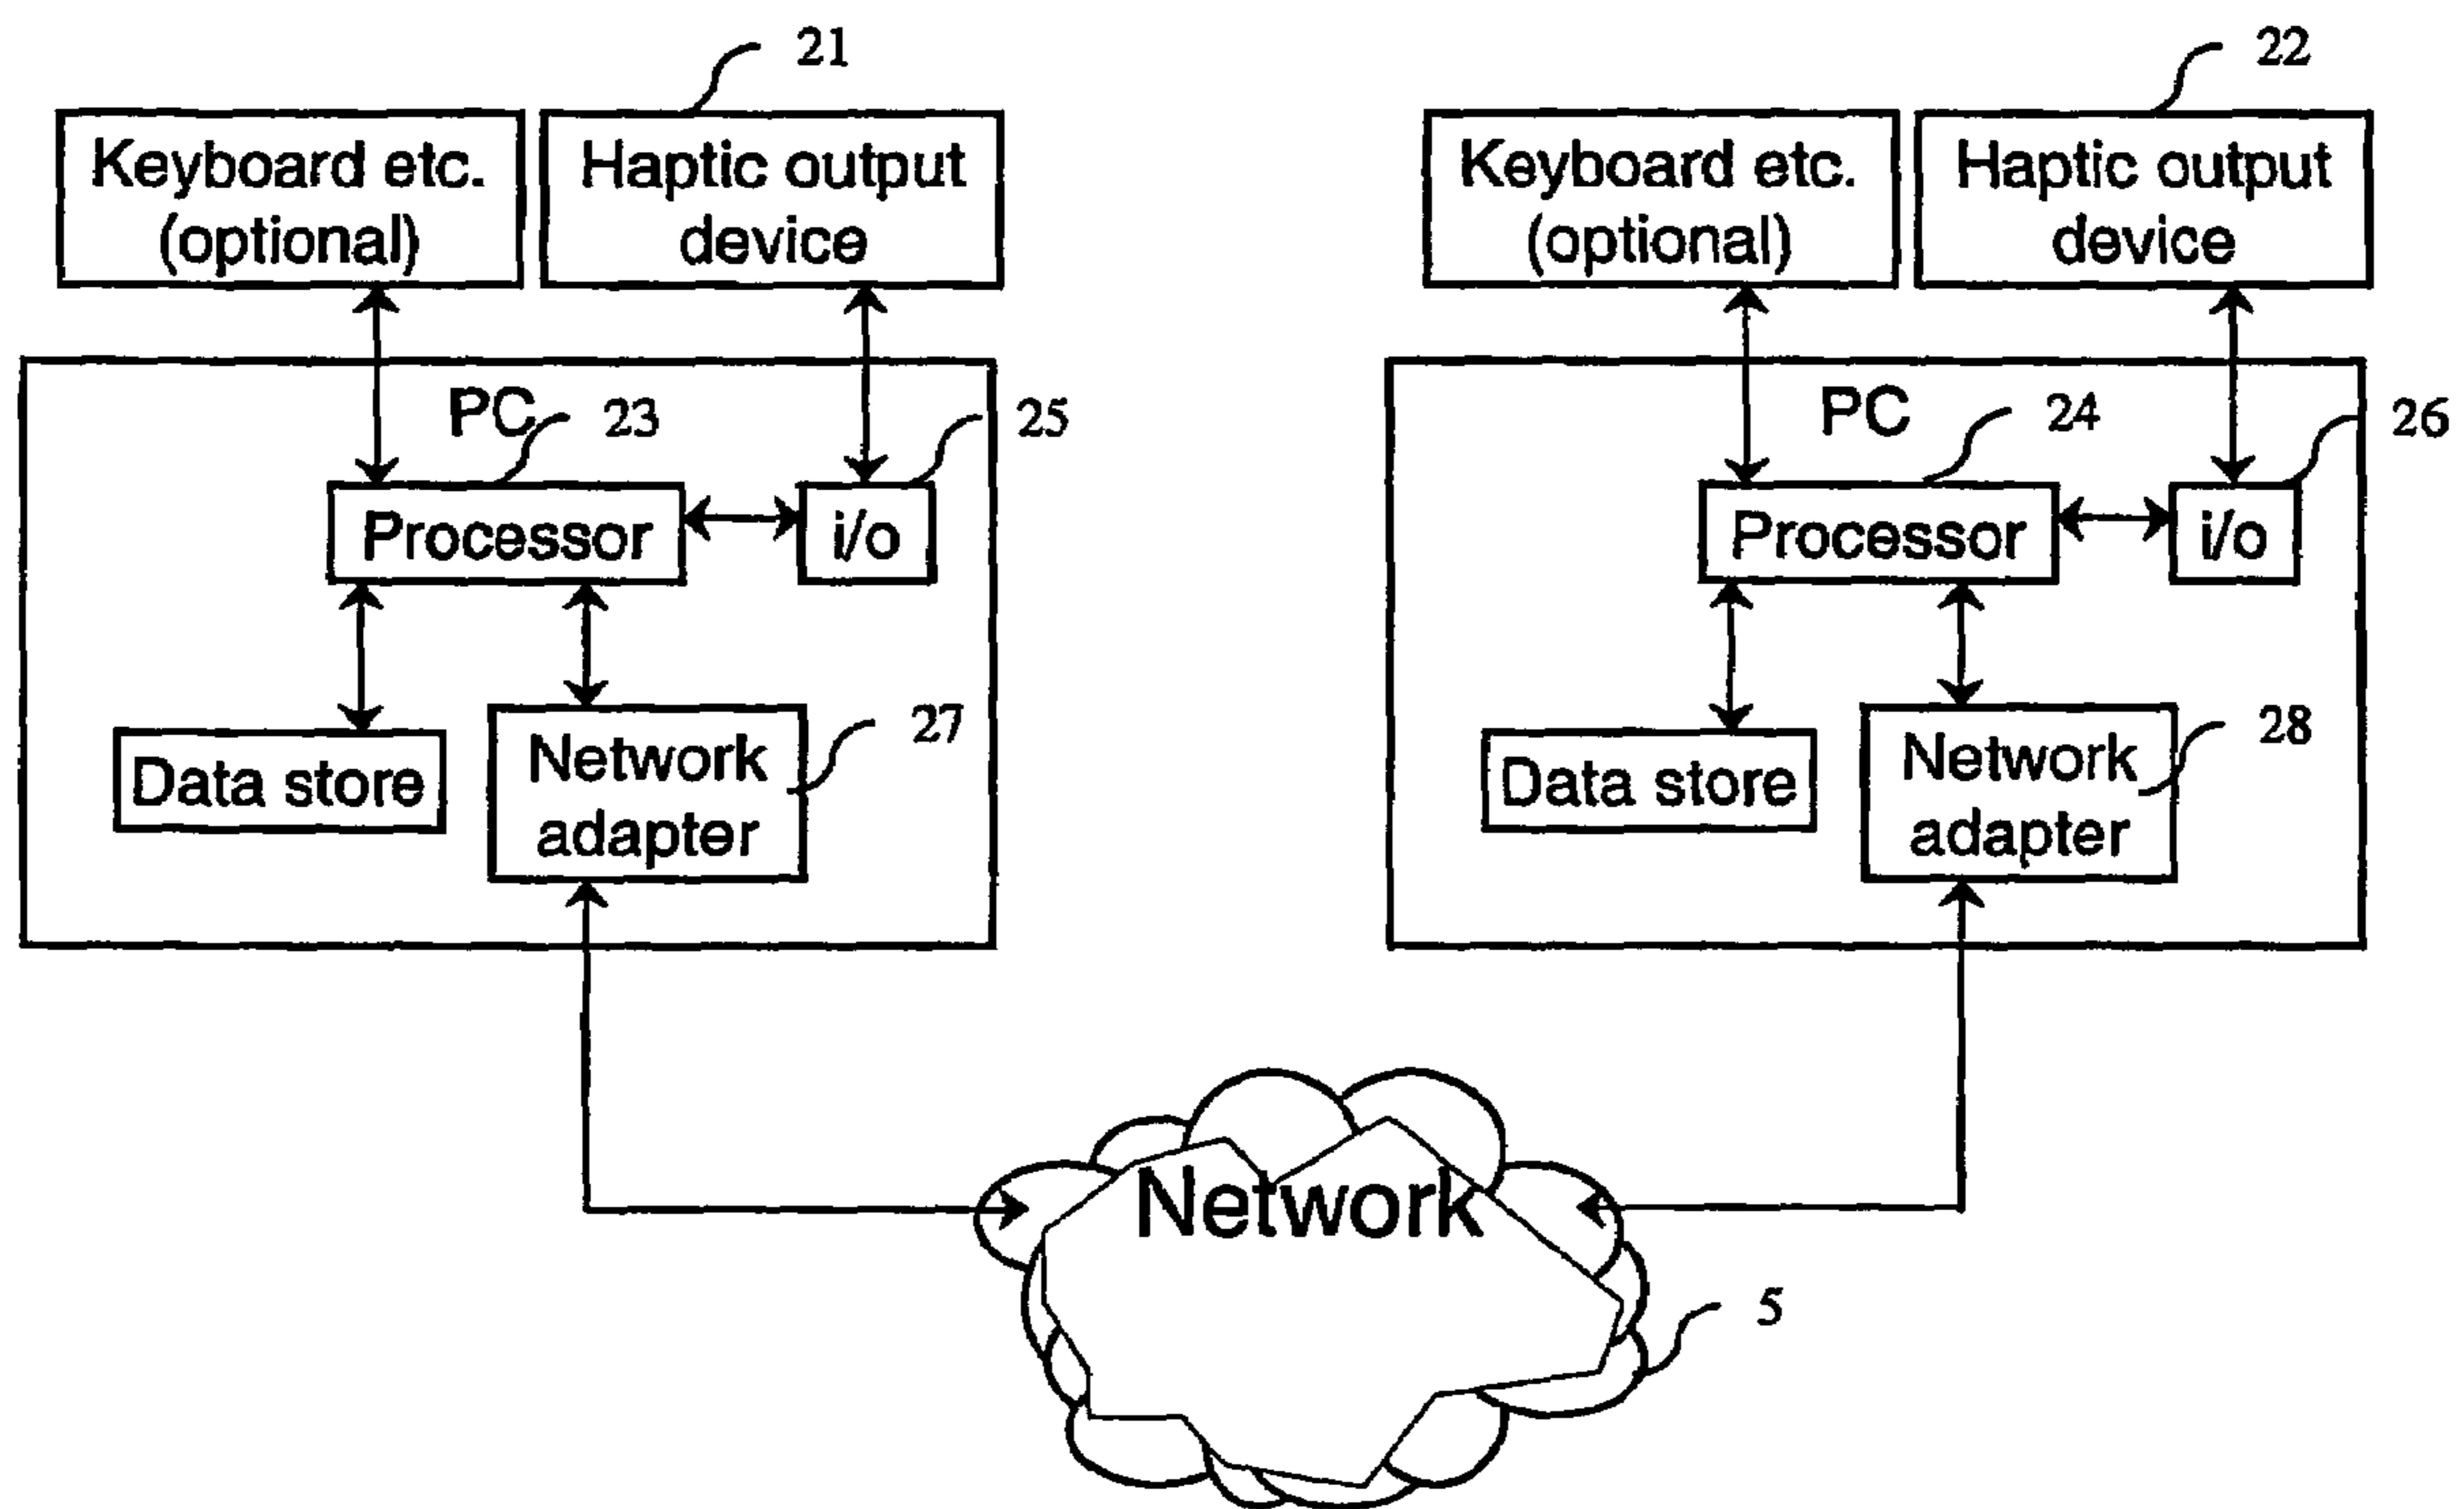 21
22
Keyboard etc.
(optional)
Haptic output
device
Keyboard etc.
(optional)
Haptic output
device
PC
23
25
PC
24
26
Processor
i/o
Processor
i/o
Data store
Network
adapter
27
Data store
Network
adapter
28
Network
5